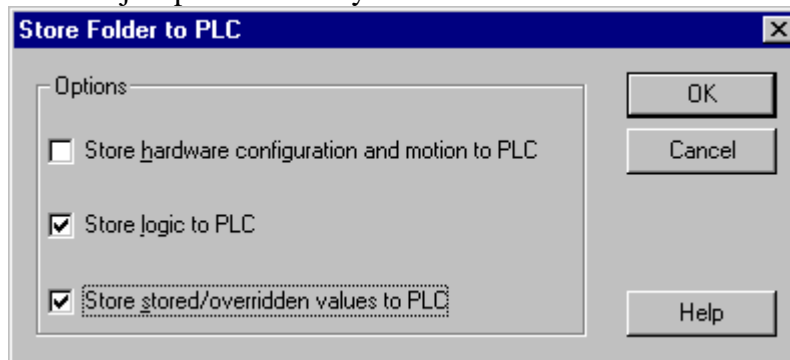 Store Folder to PLC
Options
OK
Store hardware configuration and motion to PLC
Cancel
Store logic to PLC
Store stored/overridden values to PLC
Help